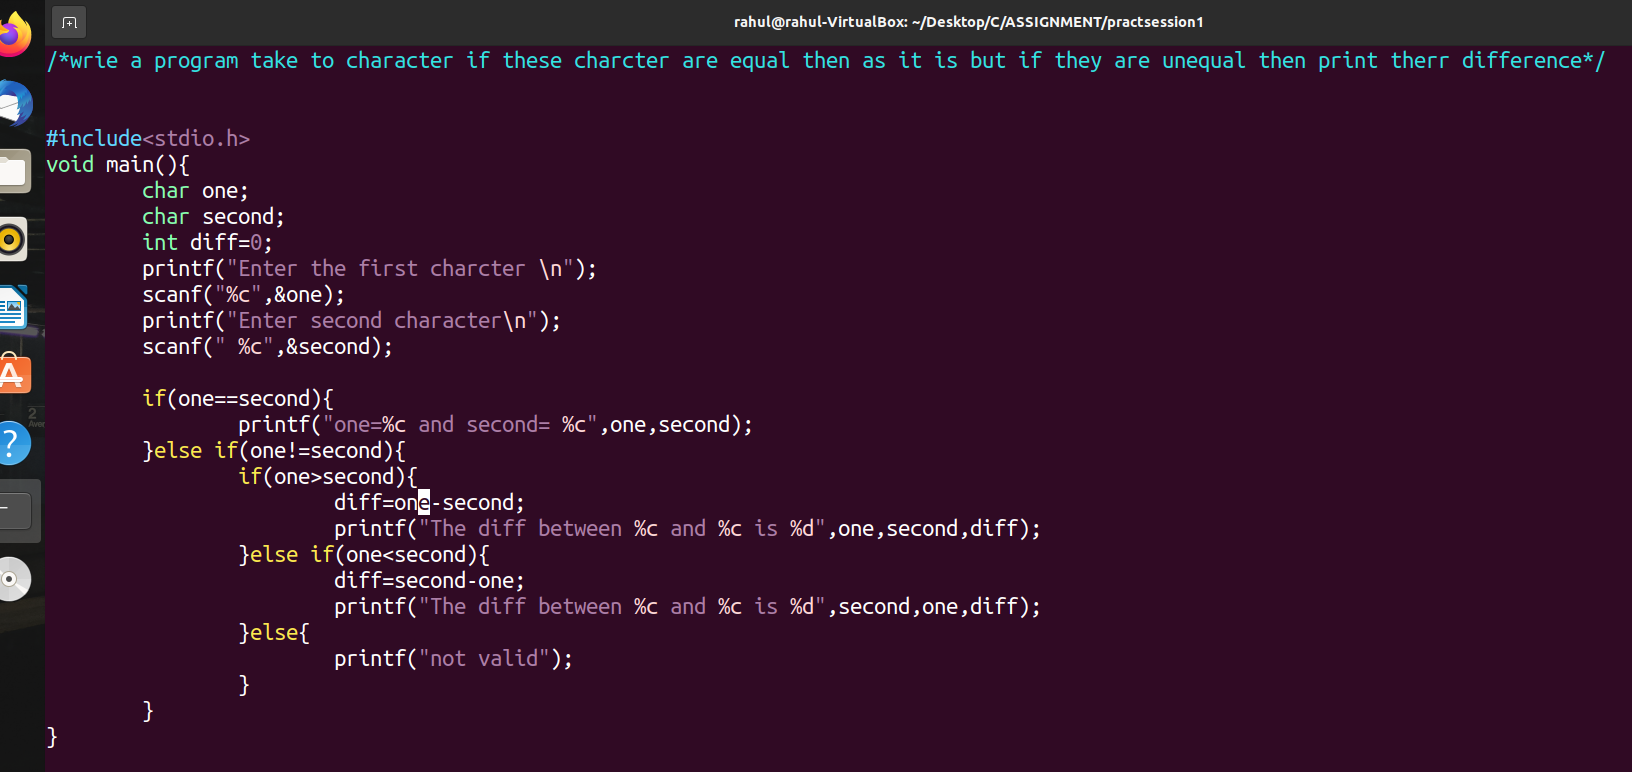 rahul@rahul-VirtualBox: ~/Desktop/C/ASSIGNMENT/practsession1
/*wrie a program take to character if these charcter are equal then as it is but if they are unequal then print therr difference*/
#include<stdio.h>
void main(){
char one;
char second;
int diff=0;
printf("Enter the first charcter \n");
scanf("%c",&one);
printf("Enter second character\n");
scanf(" %c",&second);
if(one==second){
printf("one=%c and second= %c",one,second);
}else if(one!=second){
if(one>second){
diff=one-second;
printf("The diff between %c and %c is %d",one,second,diff);
}else if(one<second){
diff=second-one;
printf("The diff between %c and %c is %d",second,one,diff);
}else{
printf("not valid");
}
}
}